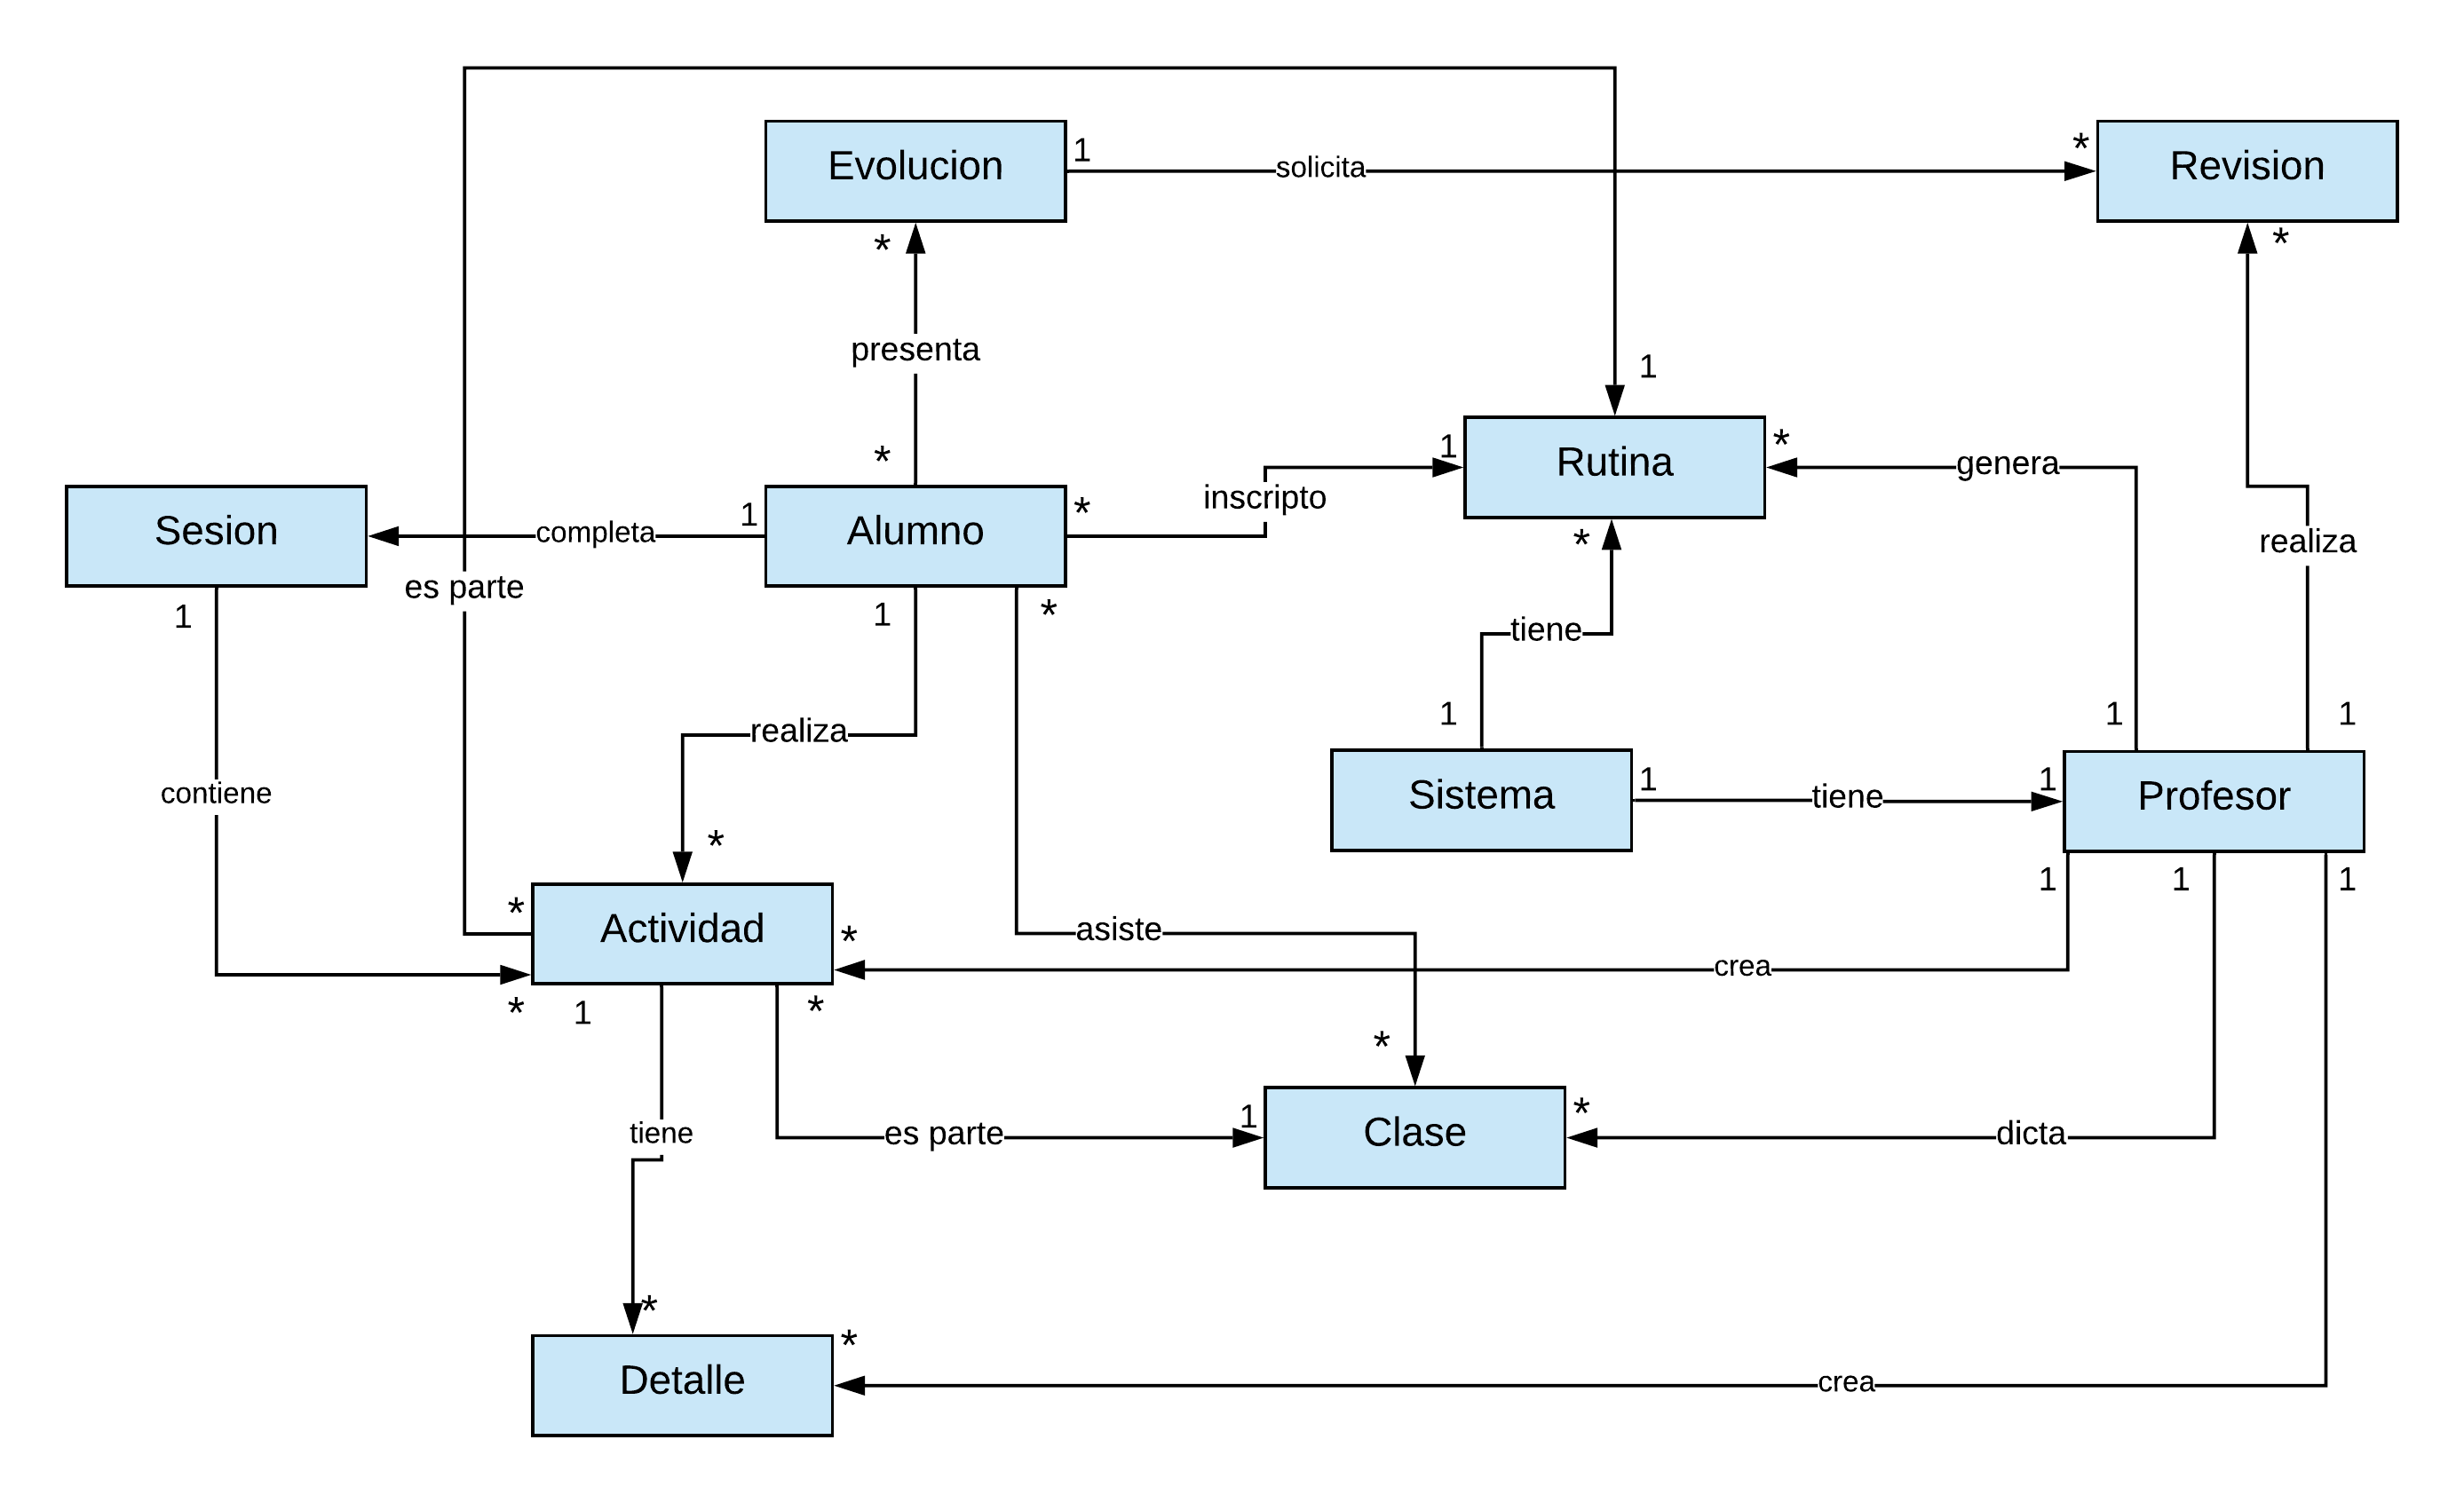 Evolucion
1
solicita
*
Revision
*
*
presenta
1
*
1
Rutina
*
genera
Sesion
1
completa
Alumno
*
inscripto
*
realiza
es parte
1
1
*
tiene
1
1
1
realiza
contiene
Sistema
1
tiene
1
Profesor
*
1
1
1
*
Actividad
*
asiste
crea
*
1
*
*
tiene
es parte
1
Clase
*
dicta
*
*
Detalle
crea